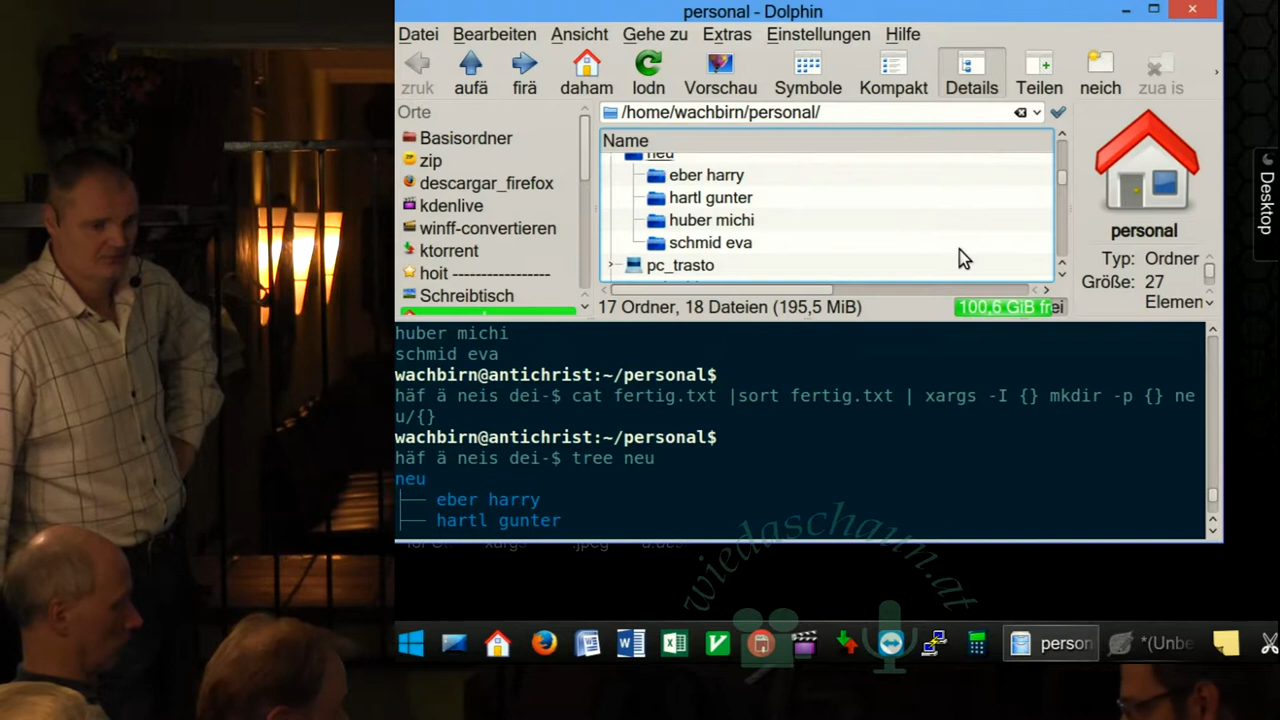 personal - Dolphin
Datei Bearbeiten Ansicht Gehe zu Extras Einstellungen Hilfe
zruk aufä firä daham lodn Vorschau Symbole Kompakt Details Teilen neich zua is
Orte
/home/wachbirn/personal/
Basisordner
zip
descargar_firefox
kdenlive
winff-convertieren
ktorrent
hoit -----------------
Schreibtisch
Name
neu
eber harry
hartl gunter
huber michi
schmid eva
pc_trasto
17 Ordner, 18 Dateien (195,5 MiB)
100,6 GiB frei
personal
Typ: Ordner
Größe: 27
Elemen
Desktop
huber michi
schmid eva
wachbirn@antichrist:~/personal$
häf ä neis dei-$ cat fertig.txt |sort fertig.txt | xargs -I {} mkdir -p {} ne
u/{}
wachbirn@antichrist:~/personal$
häf ä neis dei-$ tree neu
neu
├── eber harry
├── hartl gunter
xargs .jpeg
wiedaschaun.at
person
*(Unbe